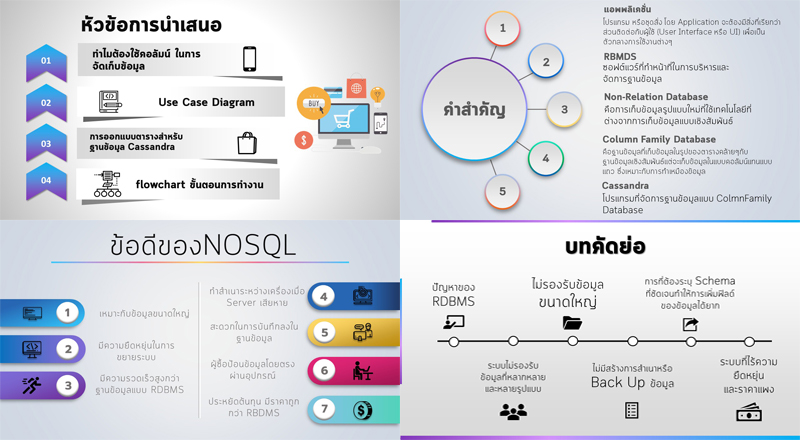 หัวข้อการนำเสนอ
01
ทำไมต้องใช้คอลัมน์ ในการ
จัดเก็บข้อมูล
02
Use Case Diagram
03
การออกแบบตารางสำหรับ
ฐานข้อมูล Cassandra
04
flowchart ขั้นตอนการทำงาน
BUY
$
คำสำคัญ
1
2
3
4
5
แอพพลิเคชั่น
โปรแกรม หรือชุดสั่ง โดย Application จะต้องมีสิ่งที่เรียกว่า
ส่วนติดต่อกับผู้ใช้ (User Interface หรือ UI) เพื่อเป็น
ตัวกลางการใช้งานต่างๆ
RBMDS
ซอฟต์แวร์ที่ทำหน้าที่ในการบริหารและ
จัดการฐานข้อมูล
Non-Relation Database
คือการเก็บข้อมูลรูปแบบใหม่ที่ใช้เทคโนโลยีที่
ต่างจากการเก็บข้อมูลแบบเชิงสัมพันธ์
Column Family Database
คือฐานข้อมูลที่เก็บข้อมูลในรูปของตารางคล้ายๆกับ
ฐานข้อมูลเชิงสัมพันธ์แต่จะเก็บข้อมูลในแบบคอลัมน์แทนแบบ
แถว ซึ่งเหมาะกับการทำเหมืองข้อมูล
Cassandra
โปรแกรมที่จัดการฐานข้อมูลแบบ ColmnFamily
Database
ข้อดีของNOSQL
1
เหมาะกับข้อมูลขนาดใหญ่
2
มีความยืดหยุ่นในการ
ขยายระบบ
3
มีความรวดเร็วสูงกว่า
ฐานข้อมูลแบบ RDBMS
ทำสำเนาระหว่างเครื่องเมื่อ
Server เสียหาย
4
สะดวกในการบันทึกลงใน
ฐานข้อมูล
5
ผู้ซื้อป้อนข้อมูลโดยตรง
ผ่านอุปกรณ์
6
ประหยัดต้นทุน มีราคาถูก
กว่า RBDMS
7
บทคัดย่อ
ปัญหาของ
RDBMS
ไม่รองรับข้อมูล
ขนาดใหญ่
การที่ต้องระบุ Schema
ที่ชัดเจนทำให้การเพิ่มฟิลด์
ของข้อมูลได้ยาก
ระบบไม่รองรับ
ข้อมูลที่หลากหลาย
และหลายรูปแบบ
ไม่มีสร้างการสำเนาหรือ
Back Up ข้อมูล
ระบบที่ไร้ความ
ยืดหยุ่น
และราคาแพง